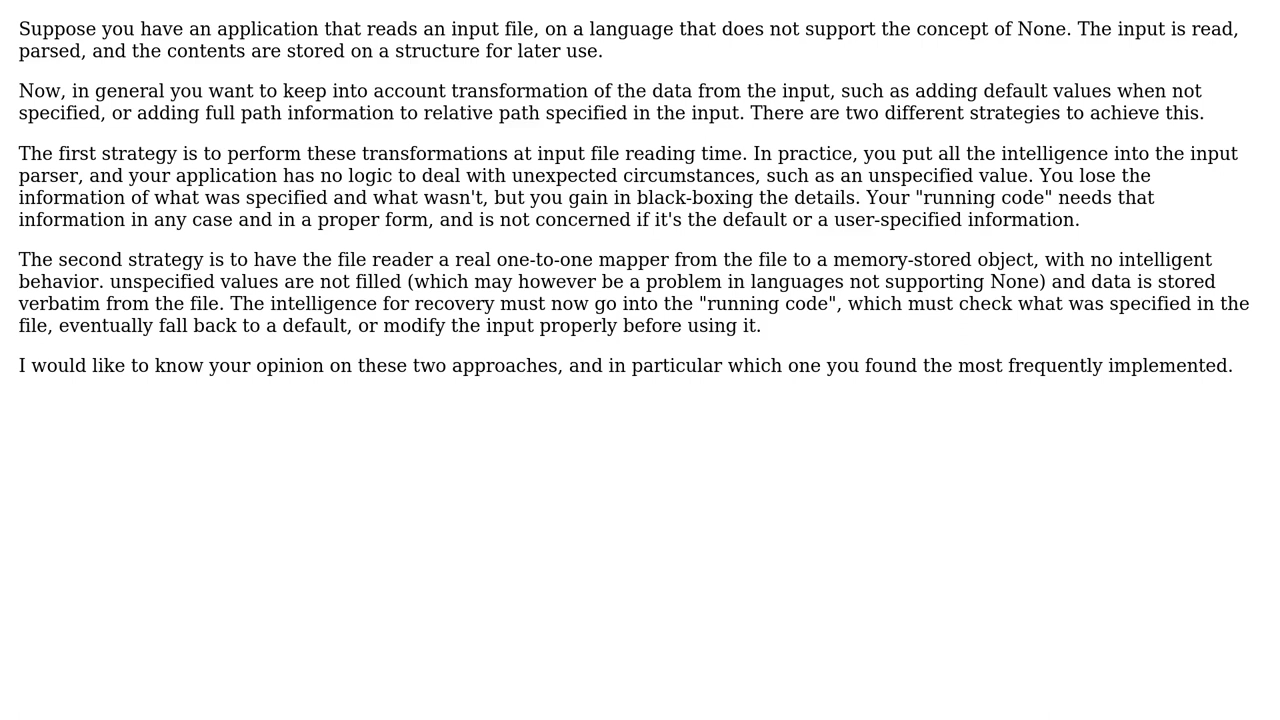 Suppose you have an application that reads an input file, on a language that does not support the concept of None. The input is read,
parsed, and the contents are stored on a structure for later use.
Now, in general you want to keep into account transformation of the data from the input, such as adding default values when not
specified, or adding full path information to relative path specified in the input. There are two different strategies to achieve this.
The first strategy is to perform these transformations at input file reading time. In practice, you put all the intelligence into the input
parser, and your application has no logic to deal with unexpected circumstances, such as an unspecified value. You lose the
information of what was specified and what wasn't, but you gain in black-boxing the details. Your "running code" needs that
information in any case and in a proper form, and is not concerned if it's the default or a user-specified information.
The second strategy is to have the file reader a real one-to-one mapper from the file to a memory-stored object, with no intelligent
behavior. unspecified values are not filled (which may however be a problem in languages not supporting None) and data is stored
verbatim from the file. The intelligence for recovery must now go into the "running code", which must check what was specified in the
file, eventually fall back to a default, or modify the input properly before using it.
I would like to know your opinion on these two approaches, and in particular which one you found the most frequently implemented.